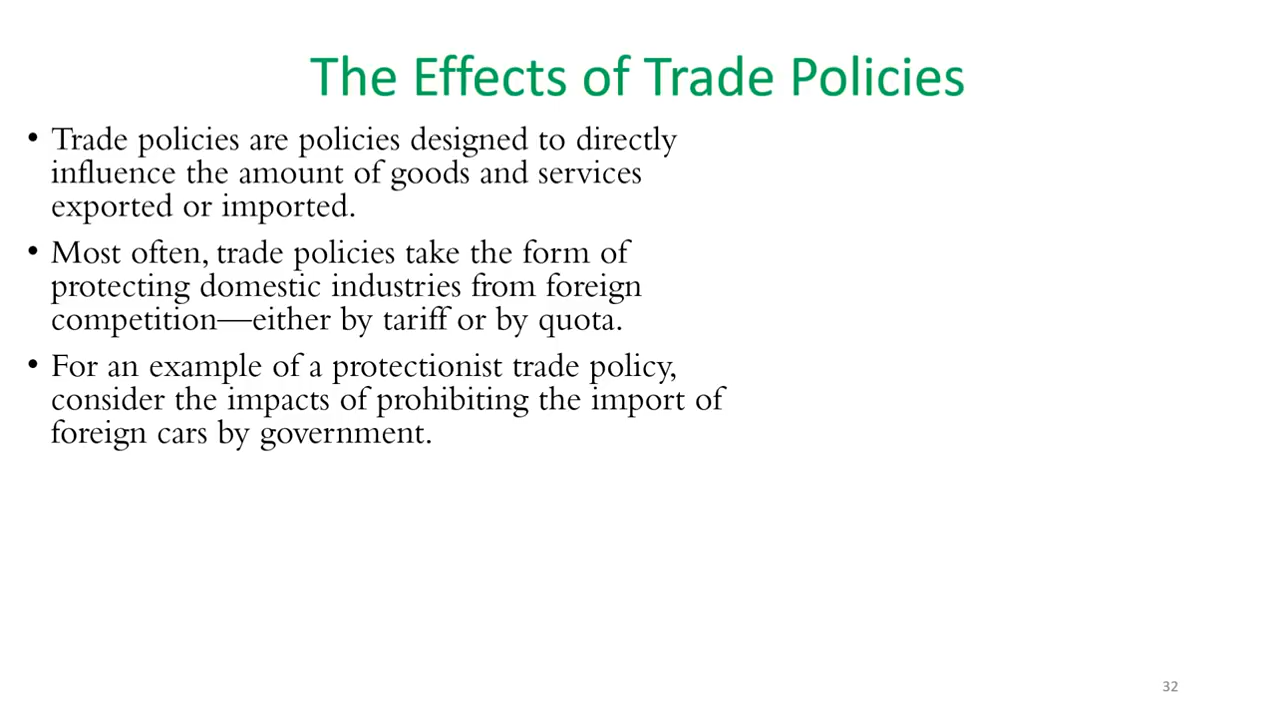 The Effects of Trade Policies
• Trade policies are policies designed to directly
influence the amount of goods and services
exported or imported.
• Most often, trade policies take the form of
protecting domestic industries from foreign
competition—either by tariff or by quota.
• For an example of a protectionist trade policy,
consider the impacts of prohibiting the import of
foreign cars by government.
32